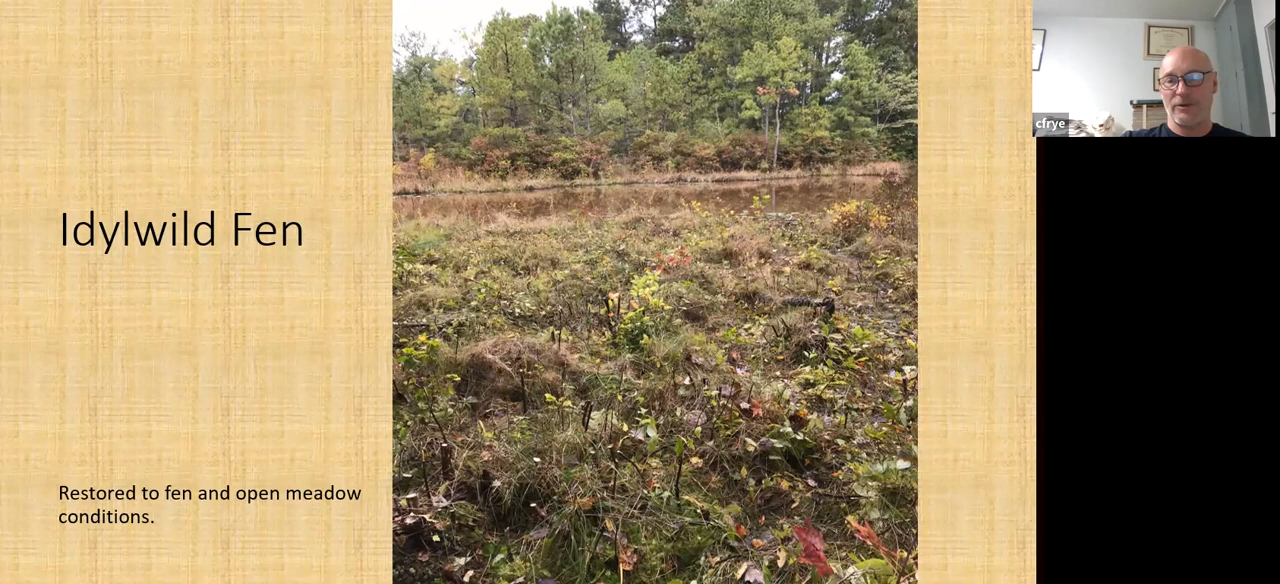 Idylwild Fen
Restored to fen and open meadow
conditions.
cfrye